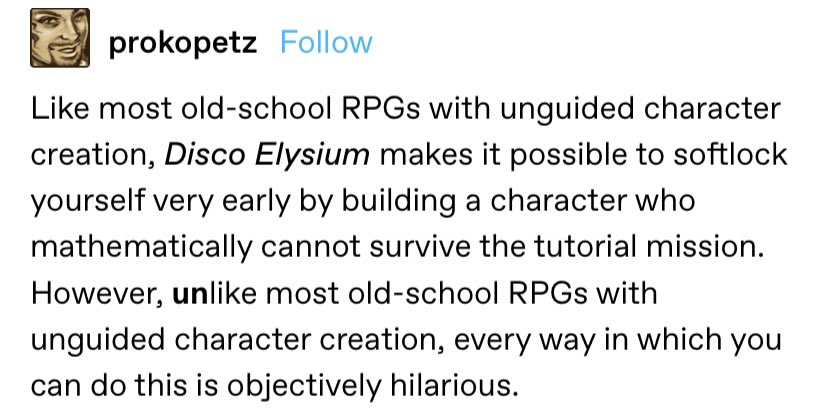 prokopetz Follow
Like most old-school RPGs with unguided character
creation, Disco Elysium makes it possible to softlock
yourself very early by building a character who
mathematically cannot survive the tutorial mission.
However, unlike most old-school RPGs with
unguided character creation, every way in which you
can do this is objectively hilarious.